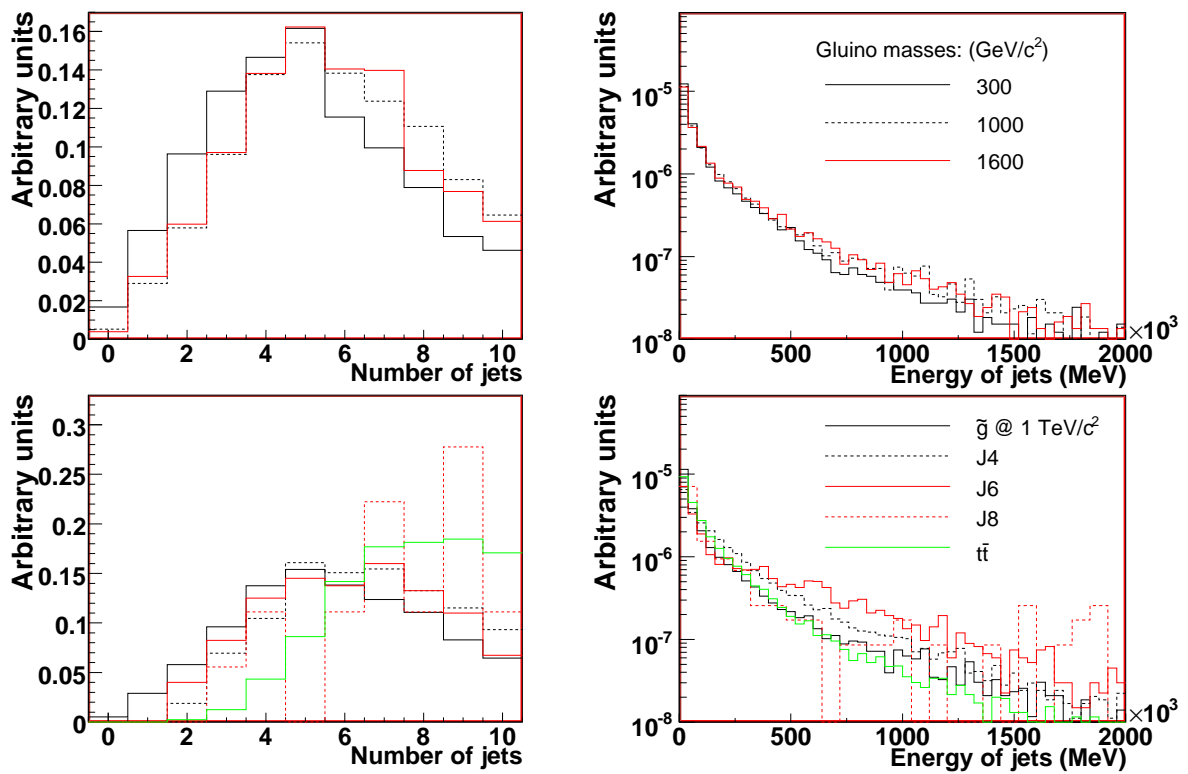 Arbitrary units
0.16
0.14
0.12
0.1
0.08
0.06
0.04
0.02
0
0 2 4 6 8 10
Number of jets
Arbitrary units
Gluino masses: (GeV/c²)
300
1000
1600
10⁻⁵
10⁻⁶
10⁻⁷
10⁻⁸
0 500 1000 1500 2000
×10³
Energy of jets (MeV)
Arbitrary units
0.3
0.25
0.2
0.15
0.1
0.05
0
0 2 4 6 8 10
Number of jets
Arbitrary units
g̃ @ 1 TeV/c²
J4
J6
J8
tt̄
10⁻⁵
10⁻⁶
10⁻⁷
10⁻⁸
0 500 1000 1500 2000
×10³
Energy of jets (MeV)